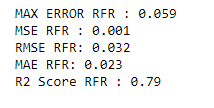 MAX ERROR RFR : 0.059
MSE RFR : 0.001
RMSE RFR: 0.032
MAE RFR: 0.023
R2 Score RFR : 0.79